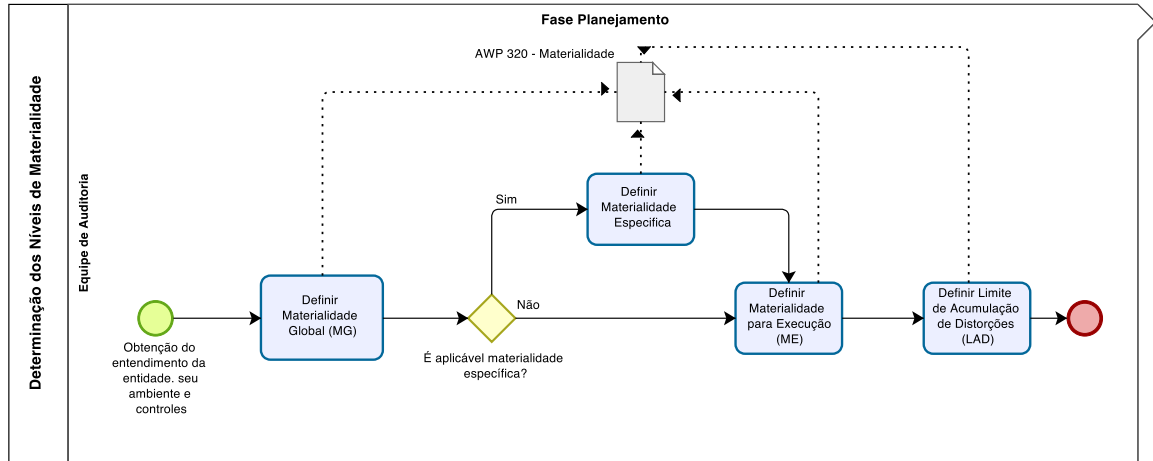 Fase Planejamento
Determinação dos Níveis de Materialidade
Equipe de Auditoria
AWP 320 - Materialidade
Obtenção do
entendimento da
entidade. seu
ambiente e
controles
Definir
Materialidade
Global (MG)
É aplicável materialidade
específica?
Sim
Não
Definir
Materialidade
Especifica
Definir
Materialidade
para Execução
(ME)
Definir Limite
de Acumulação
de Distorções
(LAD)